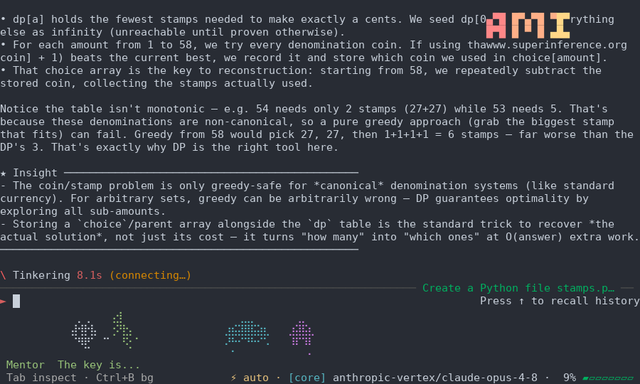 • dp[a] holds the fewest stamps needed to make exactly a cents. We seed dp[0 AMI rything
else as infinity (unreachable until proven otherwise).
• For each amount from 1 to 58, we try every denomination coin. If using tha www.superinference.org
coin] + 1) beats the current best, we record it and store which coin we used in choice[amount].
• That choice array is the key to reconstruction: starting from 58, we repeatedly subtract the
stored coin, collecting the stamps actually used.
Notice the table isn't monotonic — e.g. 54 needs only 2 stamps (27+27) while 53 needs 5. That's
because these denominations are non-canonical, so a pure greedy approach (grab the biggest stamp
that fits) can fail. Greedy from 58 would pick 27, 27, then 1+1+1+1 = 6 stamps — far worse than the
DP's 3. That's exactly why DP is the right tool here.
★ Insight
- The coin/stamp problem is only greedy-safe for *canonical* denomination systems (like standard
currency). For arbitrary sets, greedy can be arbitrarily wrong — DP guarantees optimality by
exploring all sub-amounts.
- Storing a `choice`/parent array alongside the `dp` table is the standard trick to recover *the
actual solution*, not just its cost — it turns "how many" into "which ones" at O(answer) extra work.
\ Tinkering 8.1s (connecting…)
Create a Python file stamps.p…
Press ↑ to recall history
Mentor The key is...
Tab inspect · Ctrl+B bg ⚡ auto · [core] anthropic-vertex/claude-opus-4-8 · 9%